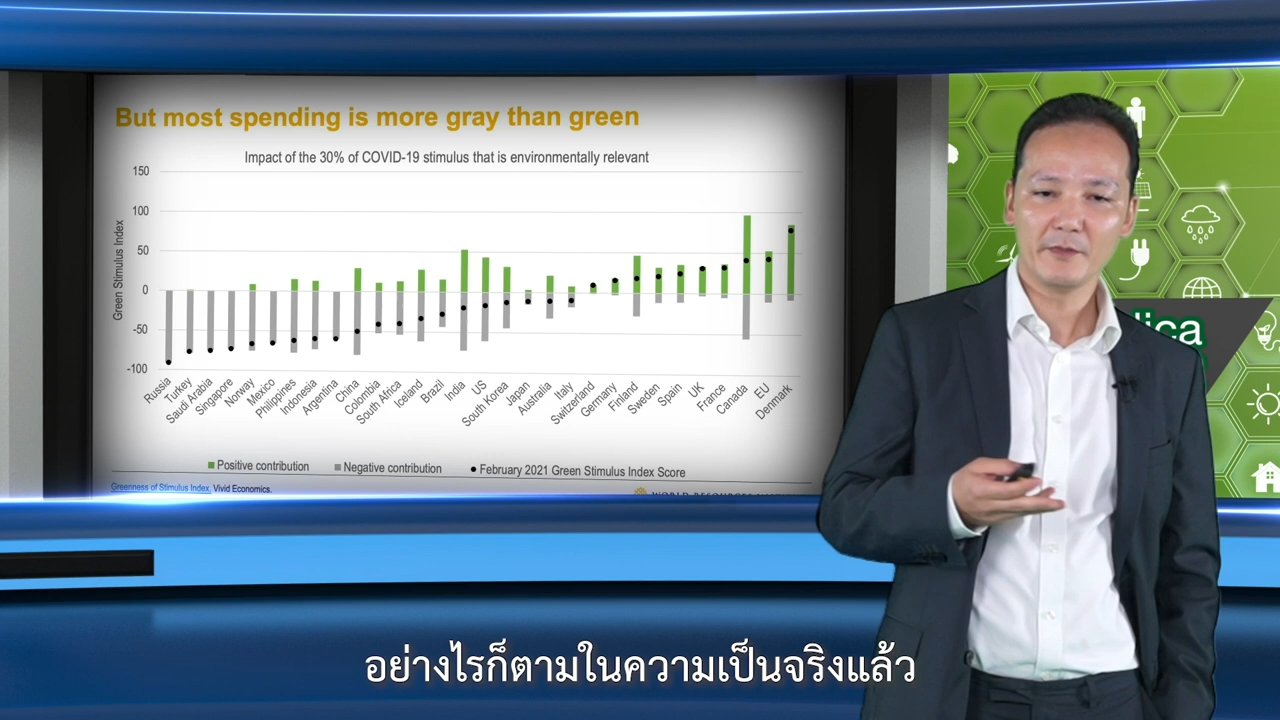 But most spending is more gray than green
Impact of the 30% of COVID-19 stimulus that is environmentally relevant
Green Stimulus Index
150
100
50
0
-50
-100
Russia
Turkey
Saudi Arabia
Singapore
Norway
Mexico
Philippines
Indonesia
Argentina
China
Colombia
South Africa
Iceland
Brazil
India
US
South Korea
Japan
Australia
Italy
Switzerland
Germany
Finland
Sweden
Spain
UK
France
Canada
EU
Denmark
Positive contribution
Negative contribution
February 2021 Green Stimulus Index Score
Greenness of Stimulus Index, Vivid Economics.
WORLD RESOURCES
lica
อย่างไรก็ตามในความเป็นจริงแล้ว